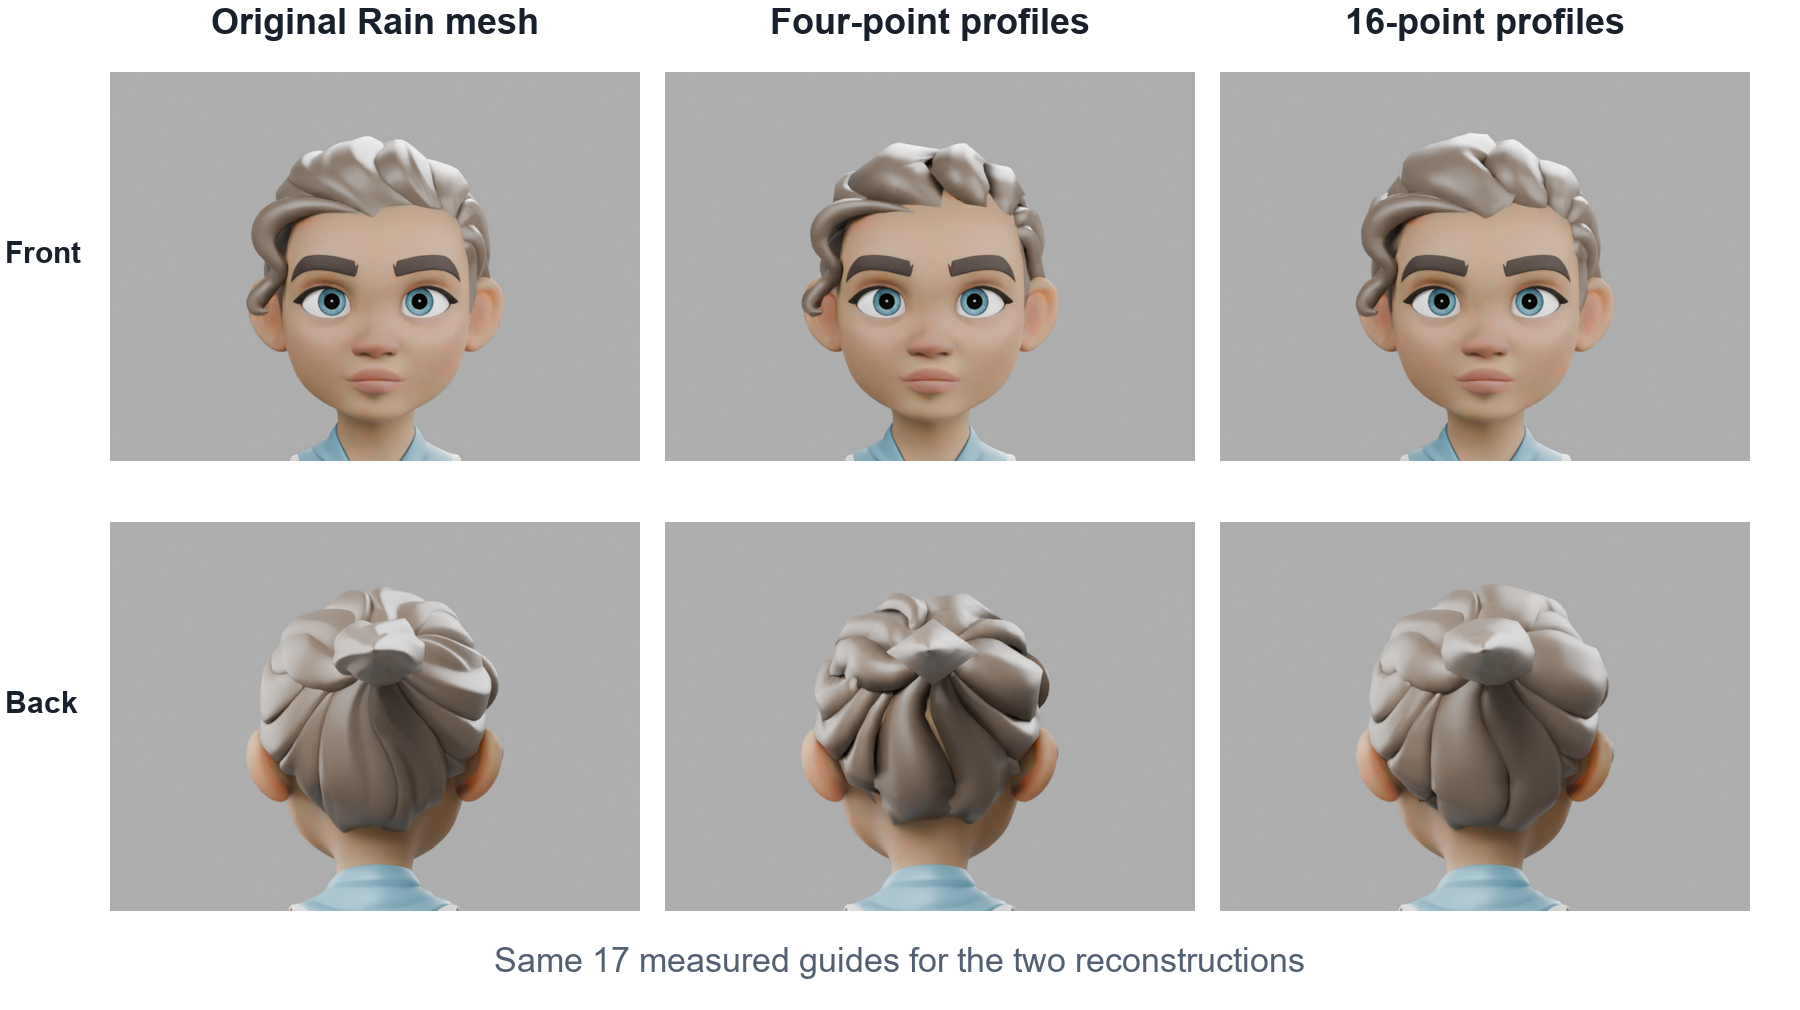 Original Rain mesh
Four-point profiles
16-point profiles
Front
Back
Same 17 measured guides for the two reconstructions